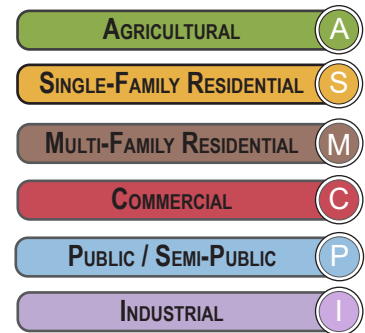 AGRICULTURAL A
SINGLE-FAMILY RESIDENTIAL S
MULTI-FAMILY RESIDENTIAL M
COMMERCIAL C
PUBLIC / SEMI-PUBLIC P
INDUSTRIAL I